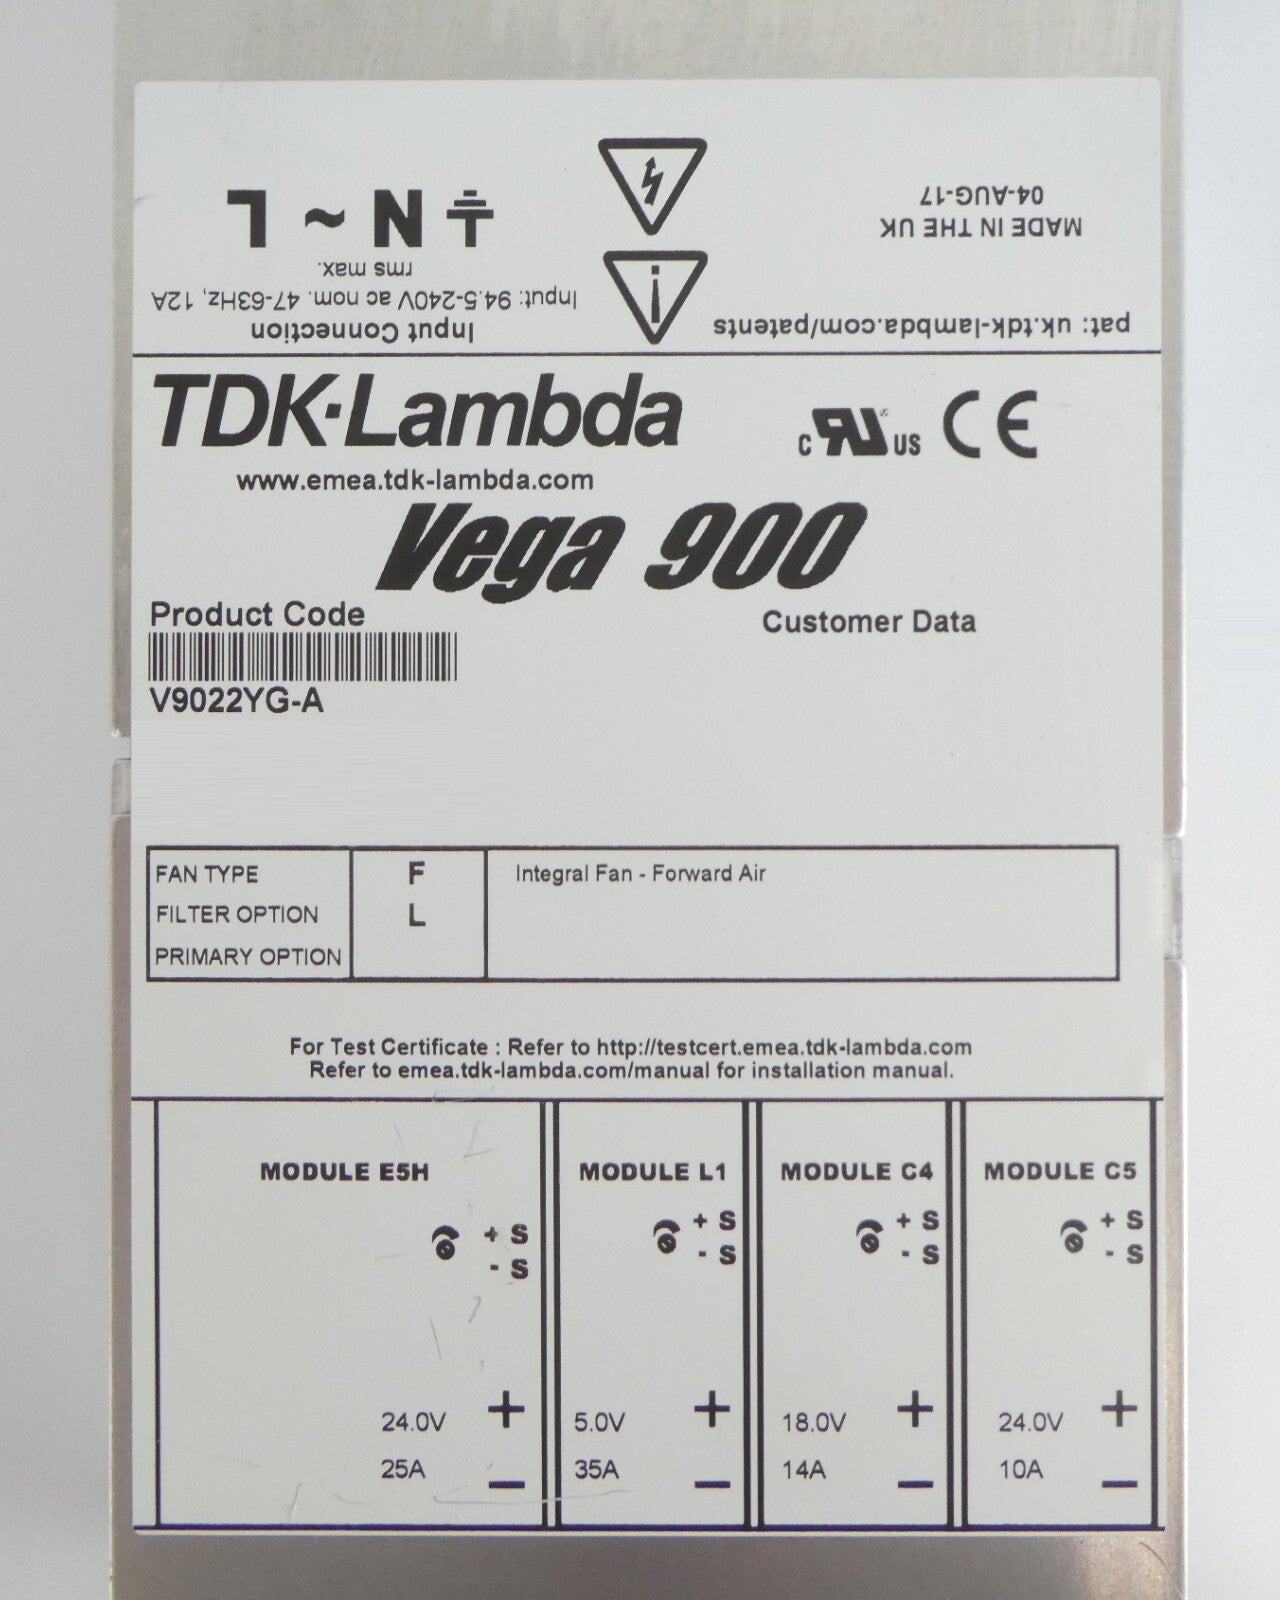 MADE IN THE UK
04-AUG-17
pat: uk.tdk-lambda.com/patents
Input Connection
Input: 94.5-240V ac nom. 47-63Hz, 12A
rms max.
N ~ L
TDK·Lambda
www.emea.tdk-lambda.com
c RU US CE
Vega 900
Product Code
Customer Data
V9022YG-A
FAN TYPE F Integral Fan - Forward Air
FILTER OPTION L
PRIMARY OPTION
For Test Certificate : Refer to http://testcert.emea.tdk-lambda.com
Refer to emea.tdk-lambda.com/manual for installation manual.
MODULE E5H
+ S
- S
24.0V +
25A −
MODULE L1
+ S
- S
5.0V +
35A −
MODULE C4
+ S
- S
18.0V +
14A −
MODULE C5
+ S
- S
24.0V +
10A −